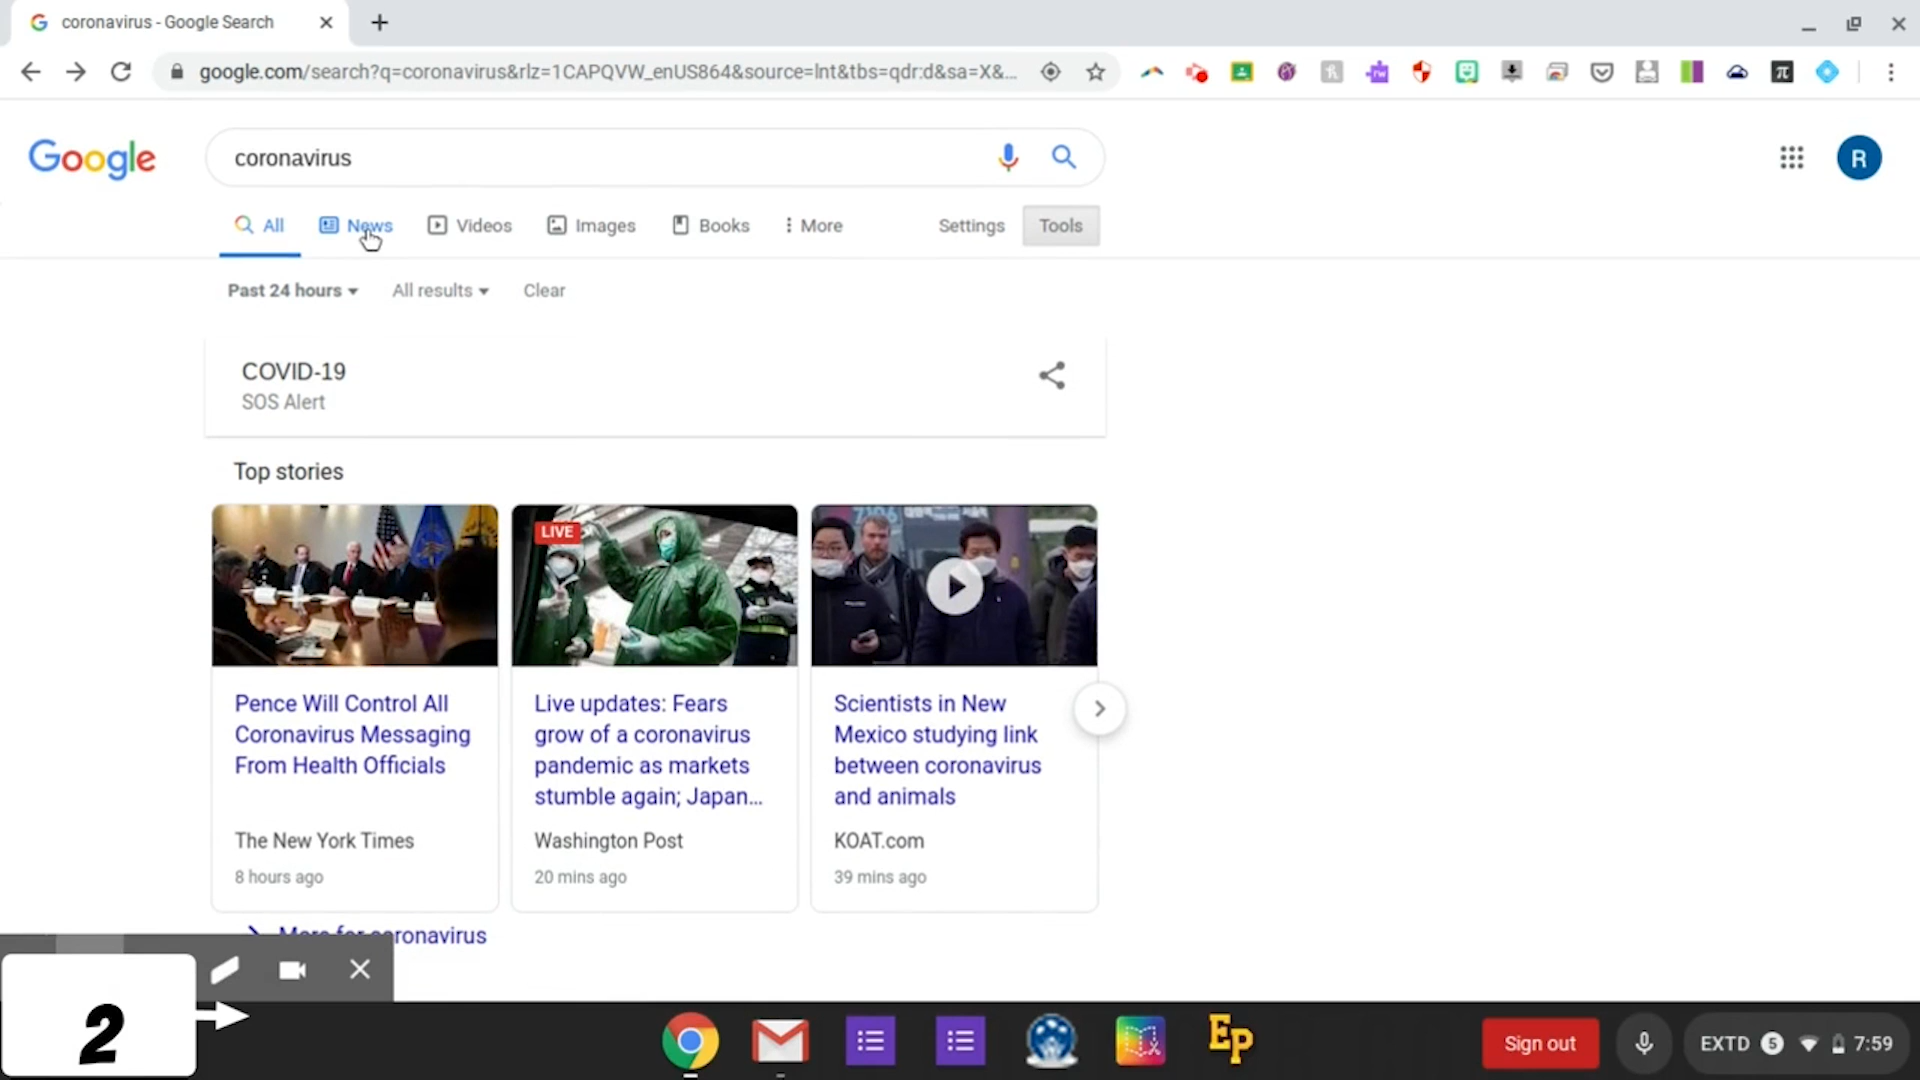 coronavirus - Google Search
google.com/search?q=coronavirus&rlz=1CAPQVW_enUS864&source=lnt&tbs=qdr:d&sa=X&...
Google
coronavirus
R
All
News
Videos
Images
Books
More
Settings
Tools
Past 24 hours
All results
Clear
COVID-19
SOS Alert
Top stories
LIVE
Pence Will Control All
Coronavirus Messaging
From Health Officials
The New York Times
8 hours ago
Live updates: Fears
grow of a coronavirus
pandemic as markets
stumble again; Japan...
Washington Post
20 mins ago
Scientists in New
Mexico studying link
between coronavirus
and animals
KOAT.com
39 mins ago
More for coronavirus
2
Ep
Sign out
EXTD 5 7:59